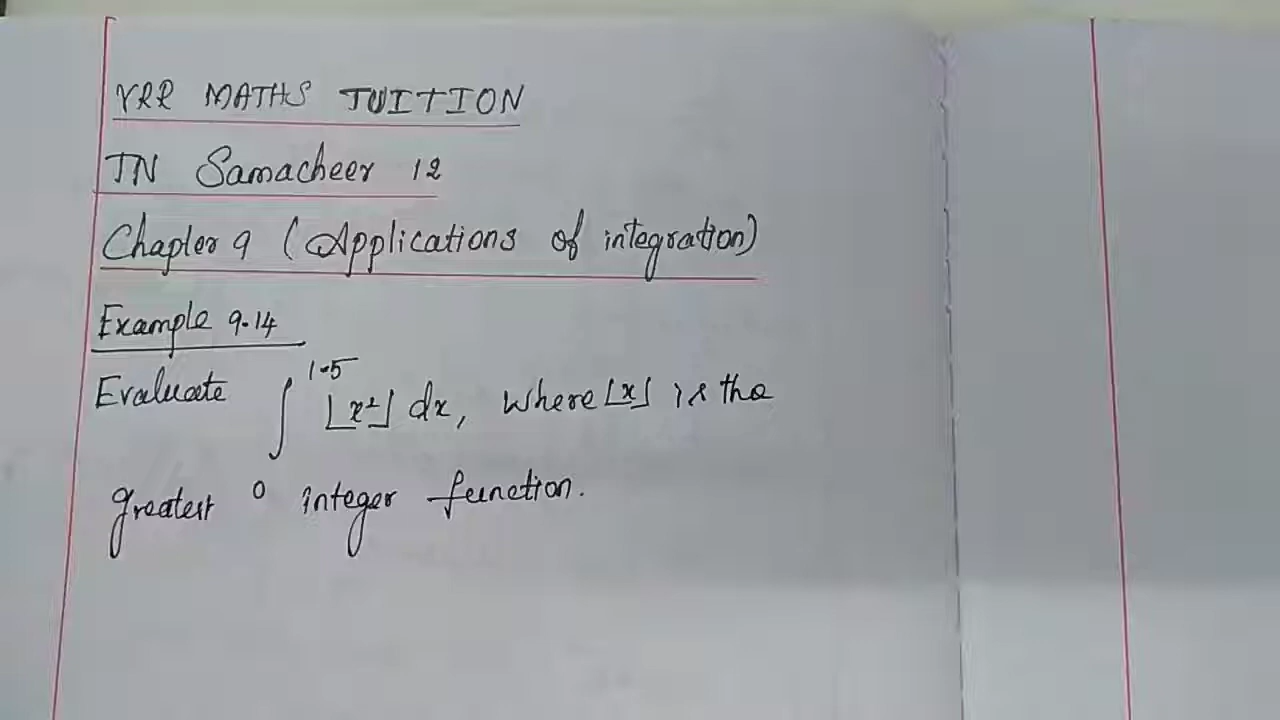 YRR MATHS TUITION
TN Samacheer 12
Chapter 9 (Applications of integration)
Example 9.14
Evaluate ∫₀^1.5 ⌊x²⌋ dx, where ⌊x⌋ is the
greatest integer function.